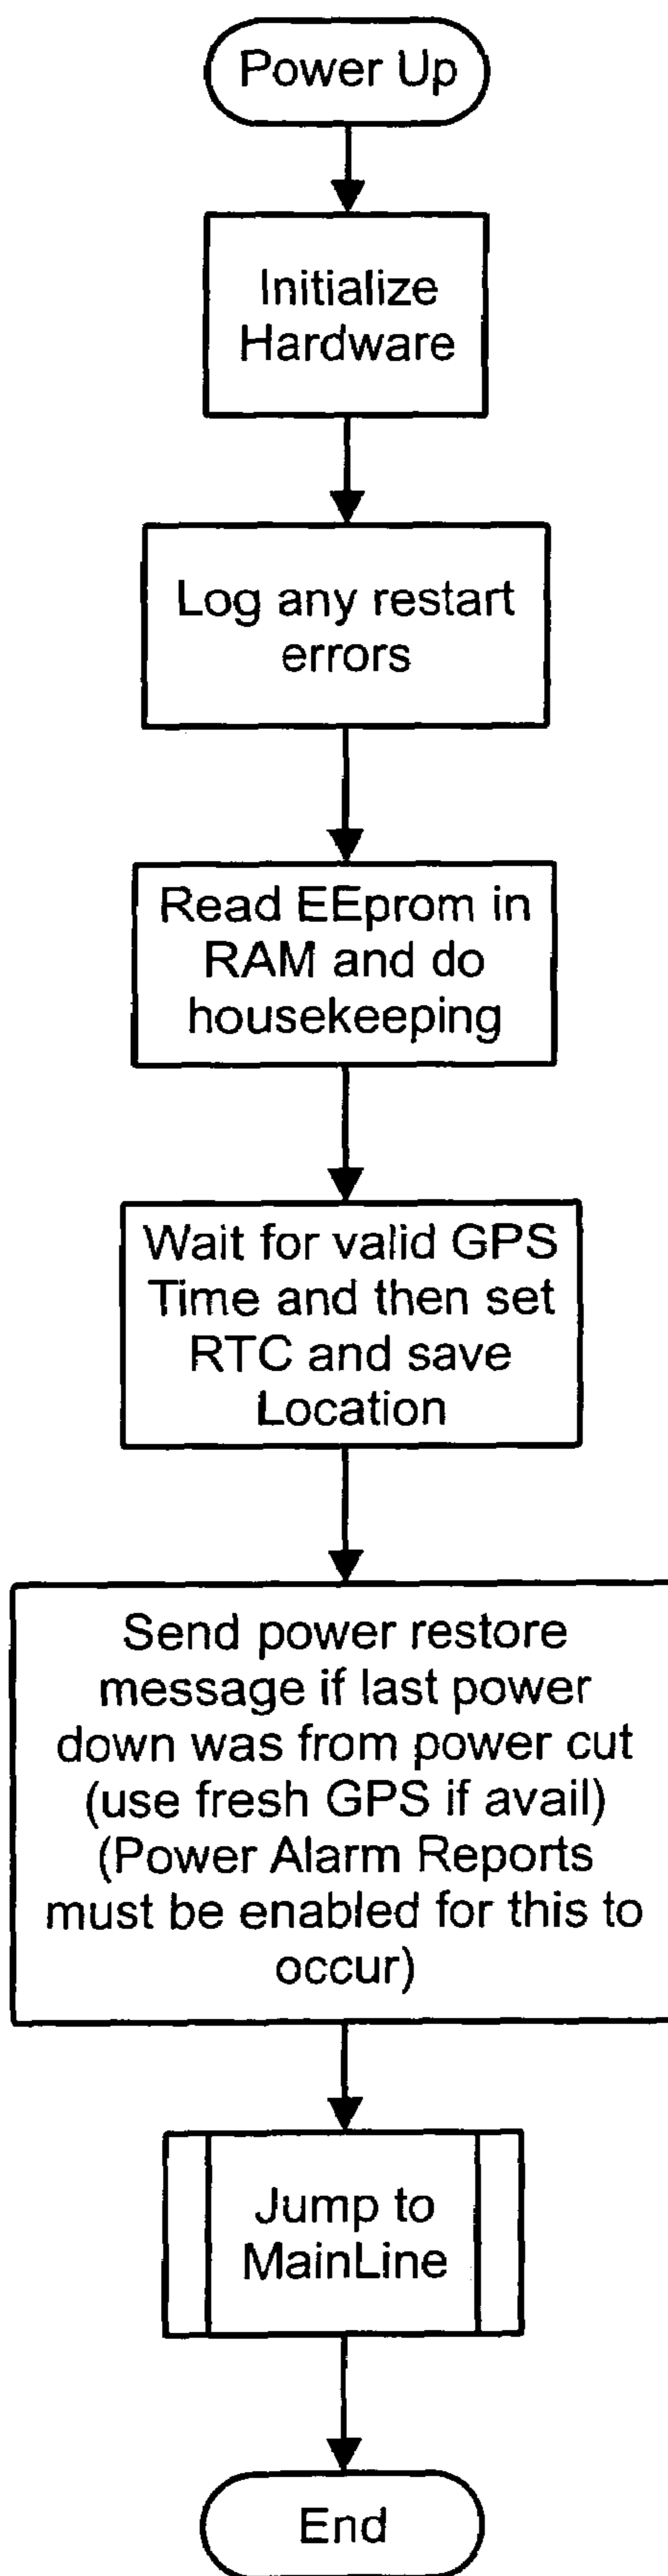 Power Up
Initialize
Hardware
Log any restart
errors
Read EEprom in
RAM and do
housekeeping
Wait for valid GPS
Time and then set
RTC and save
Location
Send power restore
message if last power
down was from power cut
(use fresh GPS if avail)
(Power Alarm Reports
must be enabled for this to
occur)
Jump to
MainLine
End